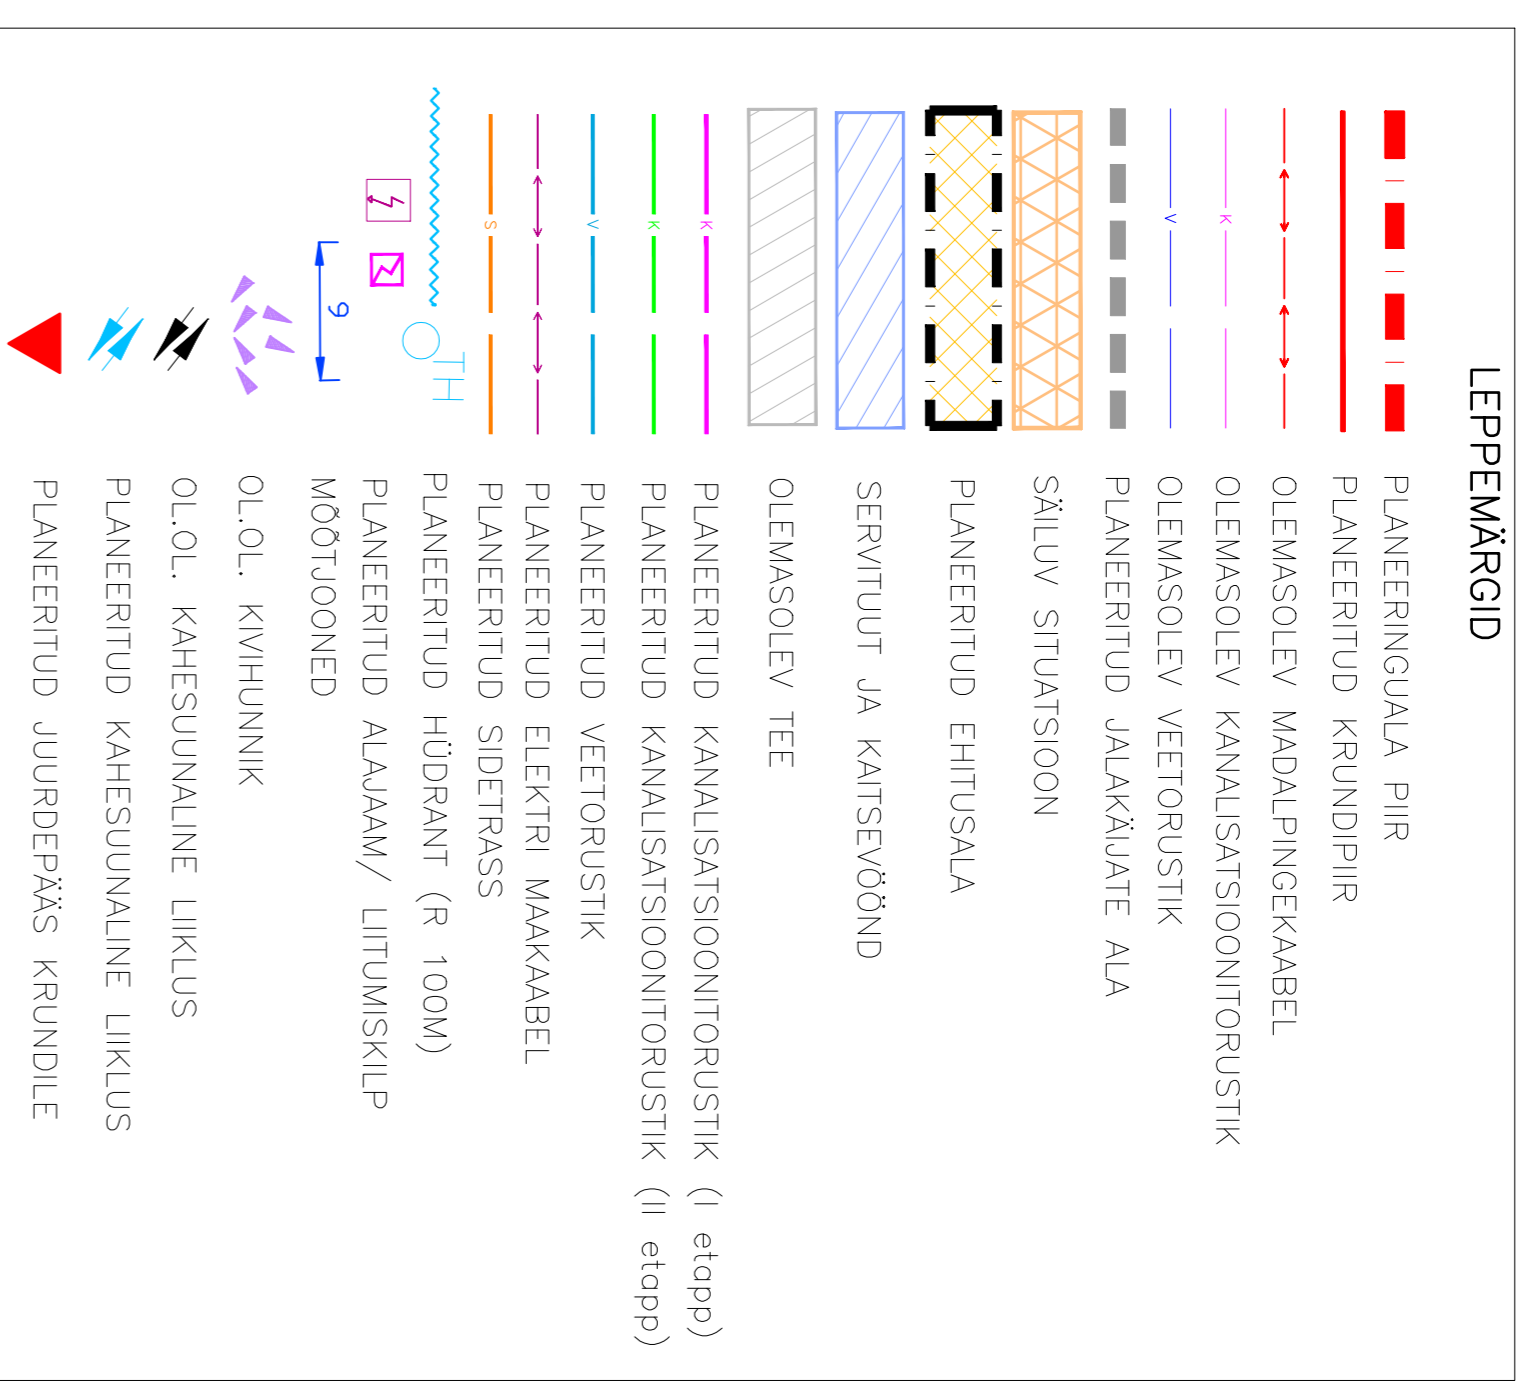 LEPPEMÄRGID
PLANEERINGUALA PIIR
PLANEERITUD KRUNDIPIIR
OLEMASOLEV MADALPINGEKAABEL
K OLEMASOLEV KANALISATSIOONITORUSTIK
V OLEMASOLEV VEETORUSTIK
PLANEERITUD JALAKÄIJATE ALA
SÄILUV SITUATSIOON
PLANEERITUD EHITUSALA
SERVITUUT JA KAITSEVÖÖND
OLEMASOLEV TEE
K PLANEERITUD KANALISATSIOONITORUSTIK (I etapp)
K PLANEERITUD KANALISATSIOONITORUSTIK (II etapp)
V PLANEERITUD VEETORUSTIK
PLANEERITUD ELEKTRI MAAKAABEL
S PLANEERITUD SIDETRASS
TH PLANEERITUD HÜDRANT (R 100M)
PLANEERITUD ALAJAAM/ LIITUMISKILP
9 MÕÕTJOONED
OL.OL. KIVIHUNNIK
OL.OL. KAHESUUNALINE LIIKLUS
PLANEERITUD KAHESUUNALINE LIIKLUS
PLANEERITUD JUURDEPÄÄS KRUNDILE